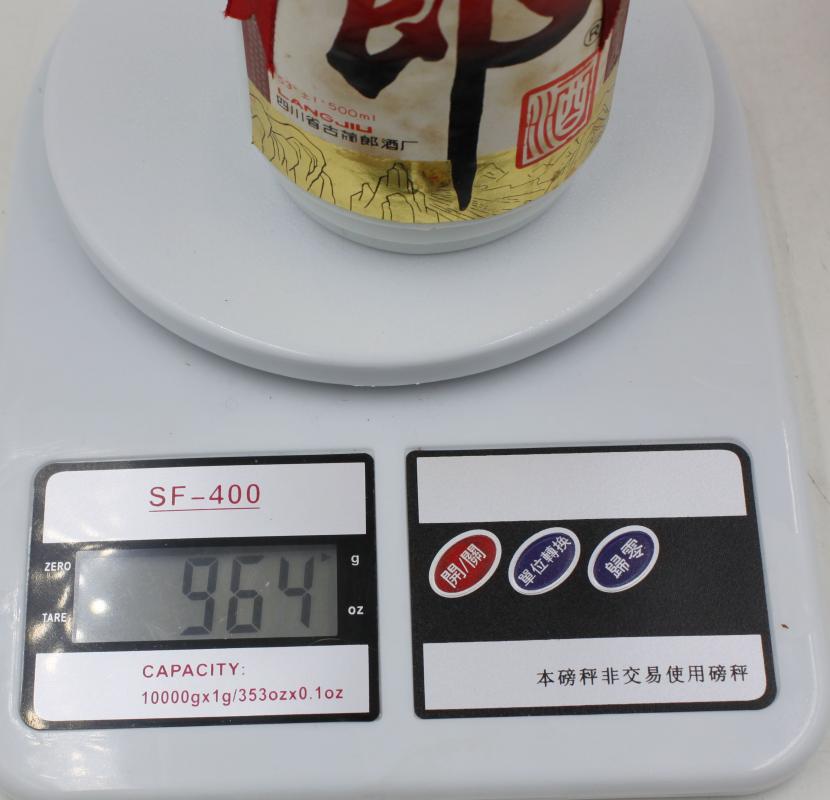 郎
®
酒
53°±1°500ml
LANGJIU
四川省古蔺郎酒厂
SF-400
ZERO
TARE
964
g
oz
CAPACITY:
10000gx1g/353ozx0.1oz
開/關
單位轉換
歸零
本磅秤非交易使用磅秤